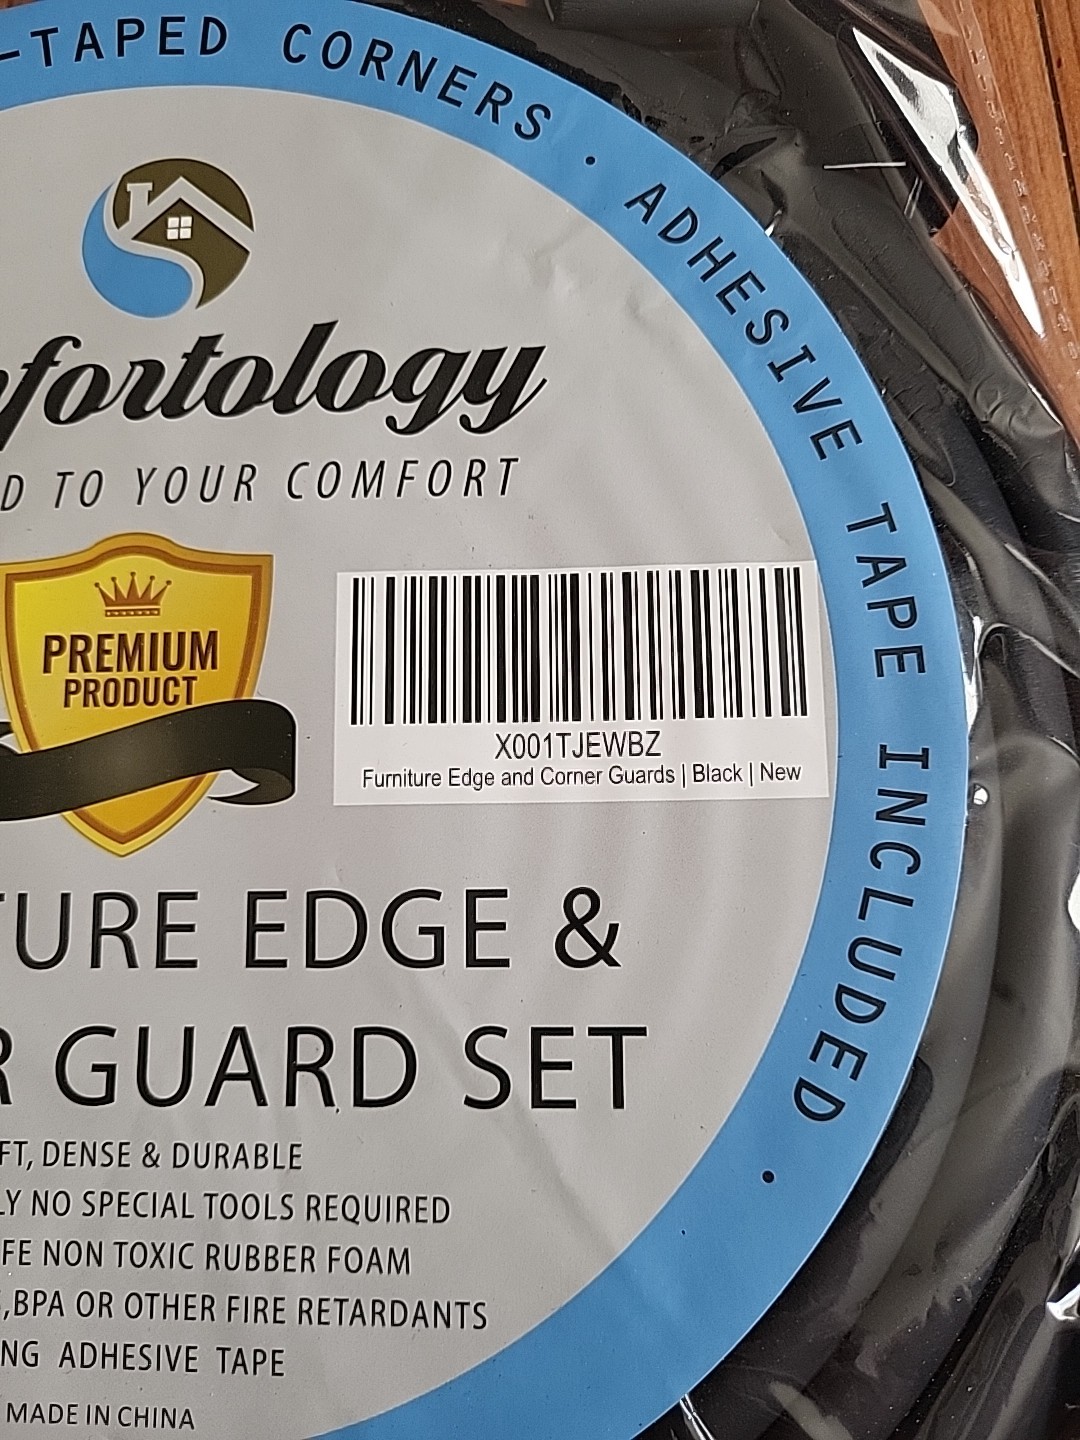 -TAPED CORNERS · ADHESIVE TAPE INCLUDED ·
fortology
D TO YOUR COMFORT
PREMIUM
PRODUCT
X001TJEWBZ
Furniture Edge and Corner Guards | Black | New
TURE EDGE &
R GUARD SET
FT, DENSE & DURABLE
LY NO SPECIAL TOOLS REQUIRED
FE NON TOXIC RUBBER FOAM
,BPA OR OTHER FIRE RETARDANTS
NG ADHESIVE TAPE
MADE IN CHINA